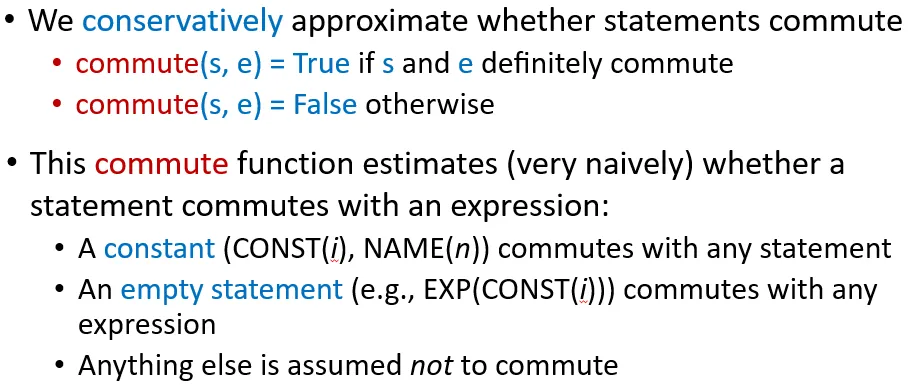 • We conservatively approximate whether statements commute
• commute(s, e) = True if s and e definitely commute
• commute(s, e) = False otherwise
• This commute function estimates (very naively) whether a
statement commutes with an expression:
• A constant (CONST(i), NAME(n)) commutes with any statement
• An empty statement (e.g., EXP(CONST(i))) commutes with any
expression
• Anything else is assumed not to commute